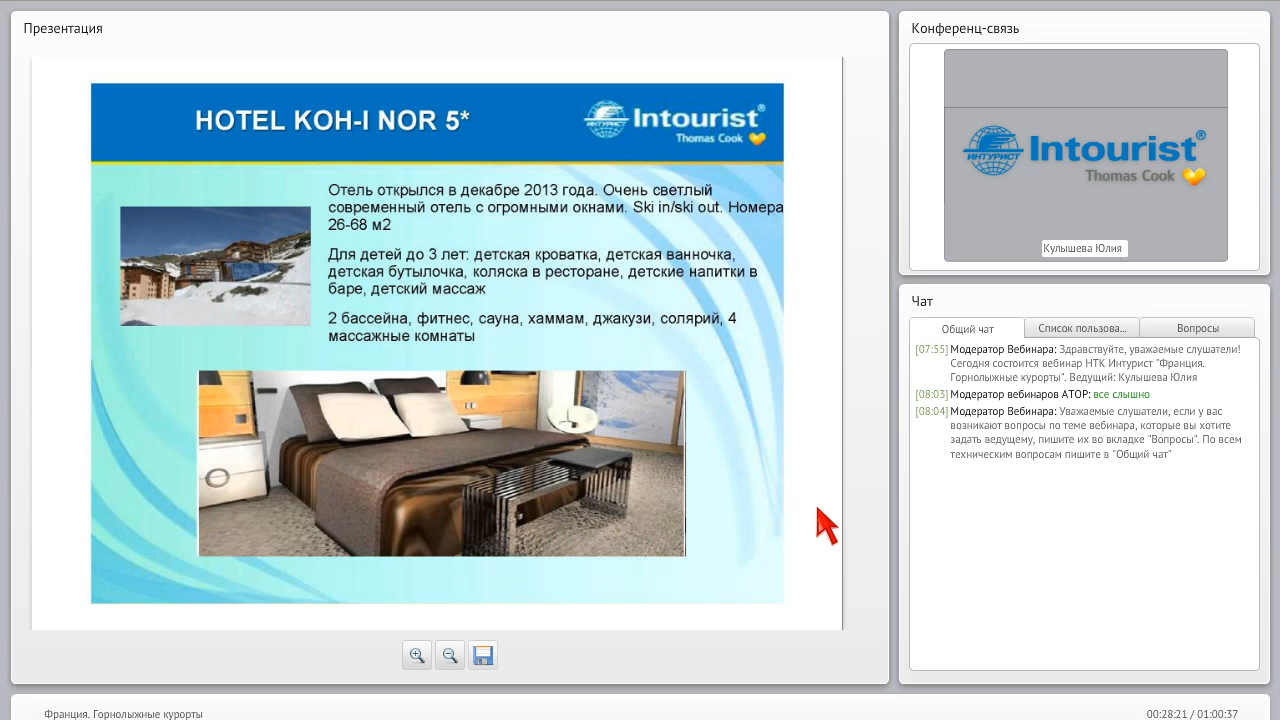 Презентация
HOTEL KOH-I NOR 5*
ИНТУРИСТ
Intourist®
Thomas Cook
Отель открылся в декабре 2013 года. Очень светлый
современный отель с огромными окнами. Ski in/ski out. Номера
26-68 м2
Для детей до 3 лет: детская кроватка, детская ванночка,
детская бутылочка, коляска в ресторане, детские напитки в
баре, детский массаж
2 бассейна, фитнес, сауна, хаммам, джакузи, солярий, 4
массажные комнаты
Конференц-связь
ИНТУРИСТ
Intourist®
Thomas Cook
Кулышева Юлия
Чат
Общий чат
Список пользова...
Вопросы
[07:55] Модератор Вебинара: Здравствуйте, уважаемые слушатели!
Сегодня состоится вебинар НТК Интурист "Франция.
Горнолыжные курорты". Ведущий: Кулышева Юлия
[08:03] Модератор вебинаров АТОР: все слышно
[08:04] Модератор Вебинара: Уважаемые слушатели, если у вас
возникают вопросы по теме вебинара, которые вы хотите
задать ведущему, пишите их во вкладке "Вопросы". По всем
техническим вопросам пишите в "Общий чат"
Франция. Горнолыжные курорты
00:28:21 / 01:00:37